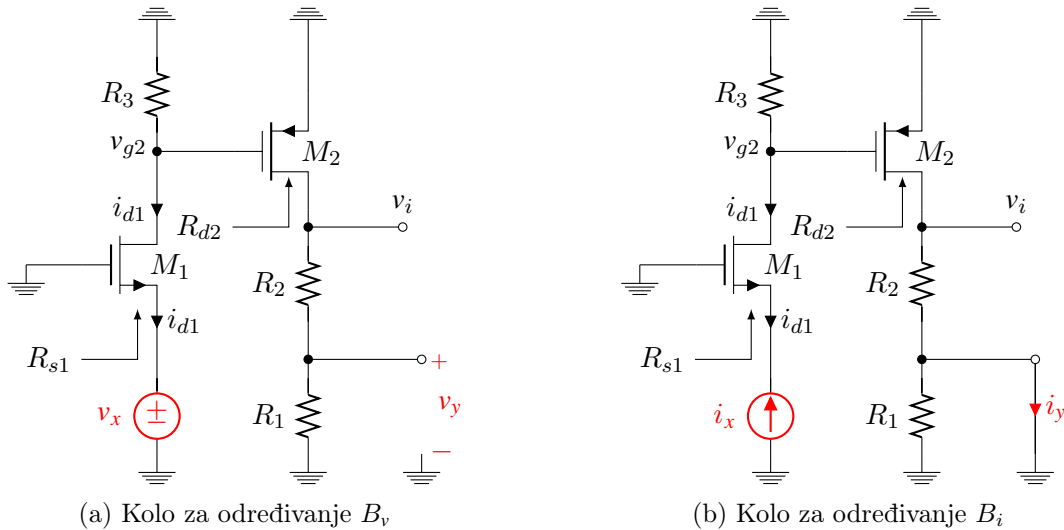 R3
vg2
M2
id1
vi
Rd2
M1
R2
id1
Rs1
+
vx
±
R1
vy
−
(a) Kolo za određivanje Bv
R3
vg2
M2
id1
vi
Rd2
M1
R2
id1
Rs1
ix
R1
iy
(b) Kolo za određivanje Bi